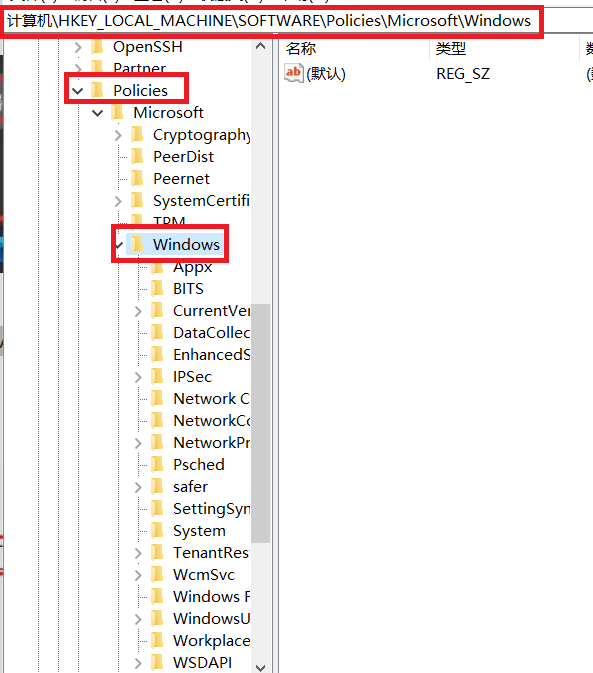 计算机\HKEY_LOCAL_MACHINE\SOFTWARE\Policies\Microsoft\Windows
OpenSSH
Partner
Policies
Microsoft
Cryptography
PeerDist
Peernet
SystemCertifi
TPM
Windows
Appx
BITS
CurrentVer
DataCollec
EnhancedS
IPSec
Network C
NetworkCo
NetworkPr
Psched
safer
SettingSyn
System
TenantRes
WcmSvc
Windows F
WindowsU
Workplace
WSDAPI
名称 类型
ab (默认) REG_SZ